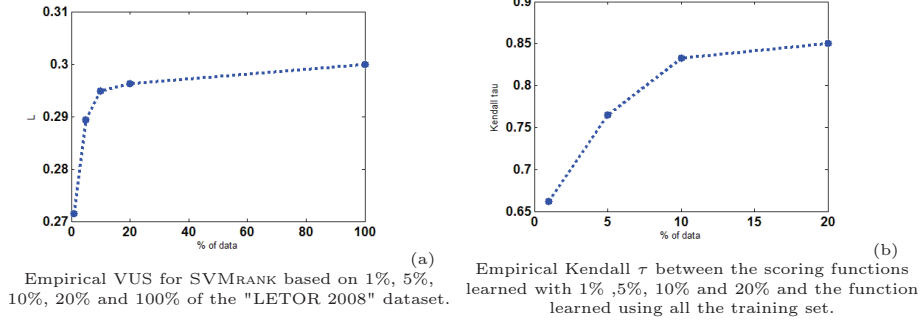 0.31
0.3
0.29
0.28
0.27
L
0 20 40 60 80 100
% of data
(a)
Empirical VUS for SVMRANK based on 1%, 5%,
10%, 20% and 100% of the "LETOR 2008" dataset.
0.85
0.8
0.75
0.7
0.65
Kendall tau
0 5 10 15 20
% of data
(b)
Empirical Kendall τ between the scoring functions
learned with 1% ,5%, 10% and 20% and the function
learned using all the training set.